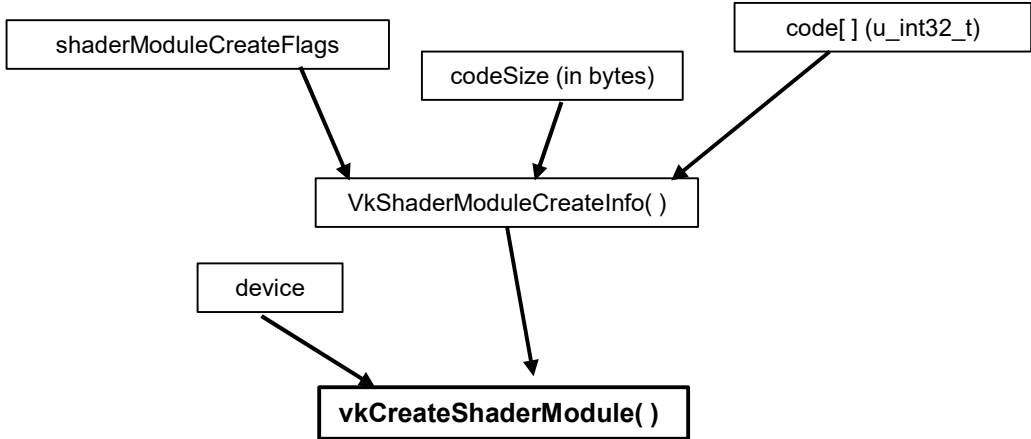 shaderModuleCreateFlags
code[ ] (u_int32_t)
codeSize (in bytes)
VkShaderModuleCreateInfo( )
device
vkCreateShaderModule( )